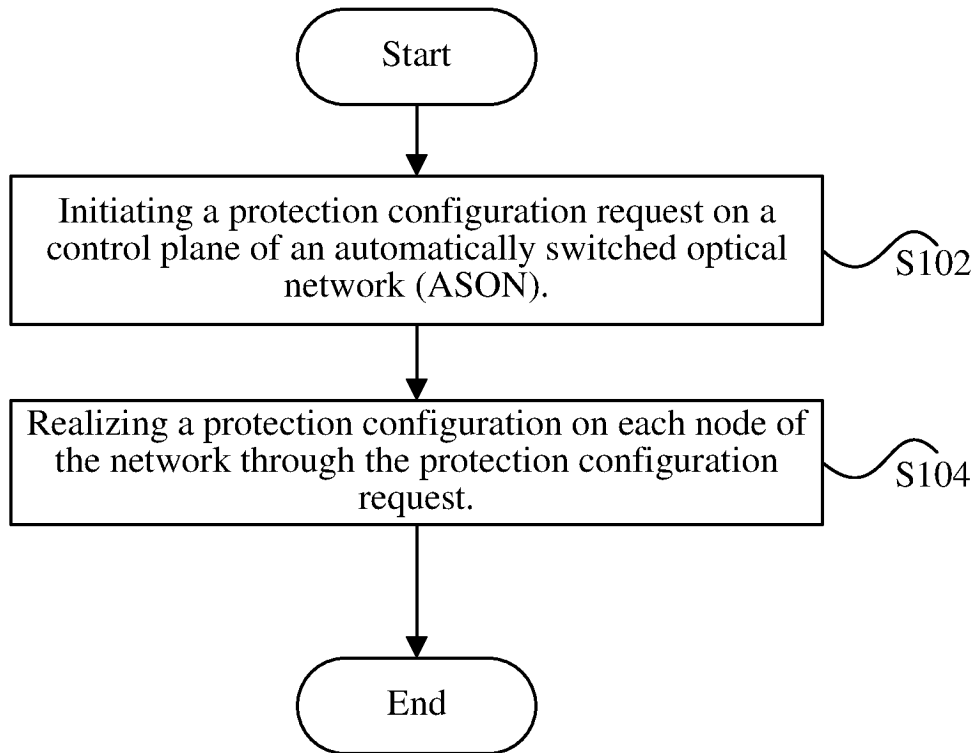 Start
Initiating a protection configuration request on a
control plane of an automatically switched optical
network (ASON).
S102
Realizing a protection configuration on each node of
the network through the protection configuration
request.
S104
End